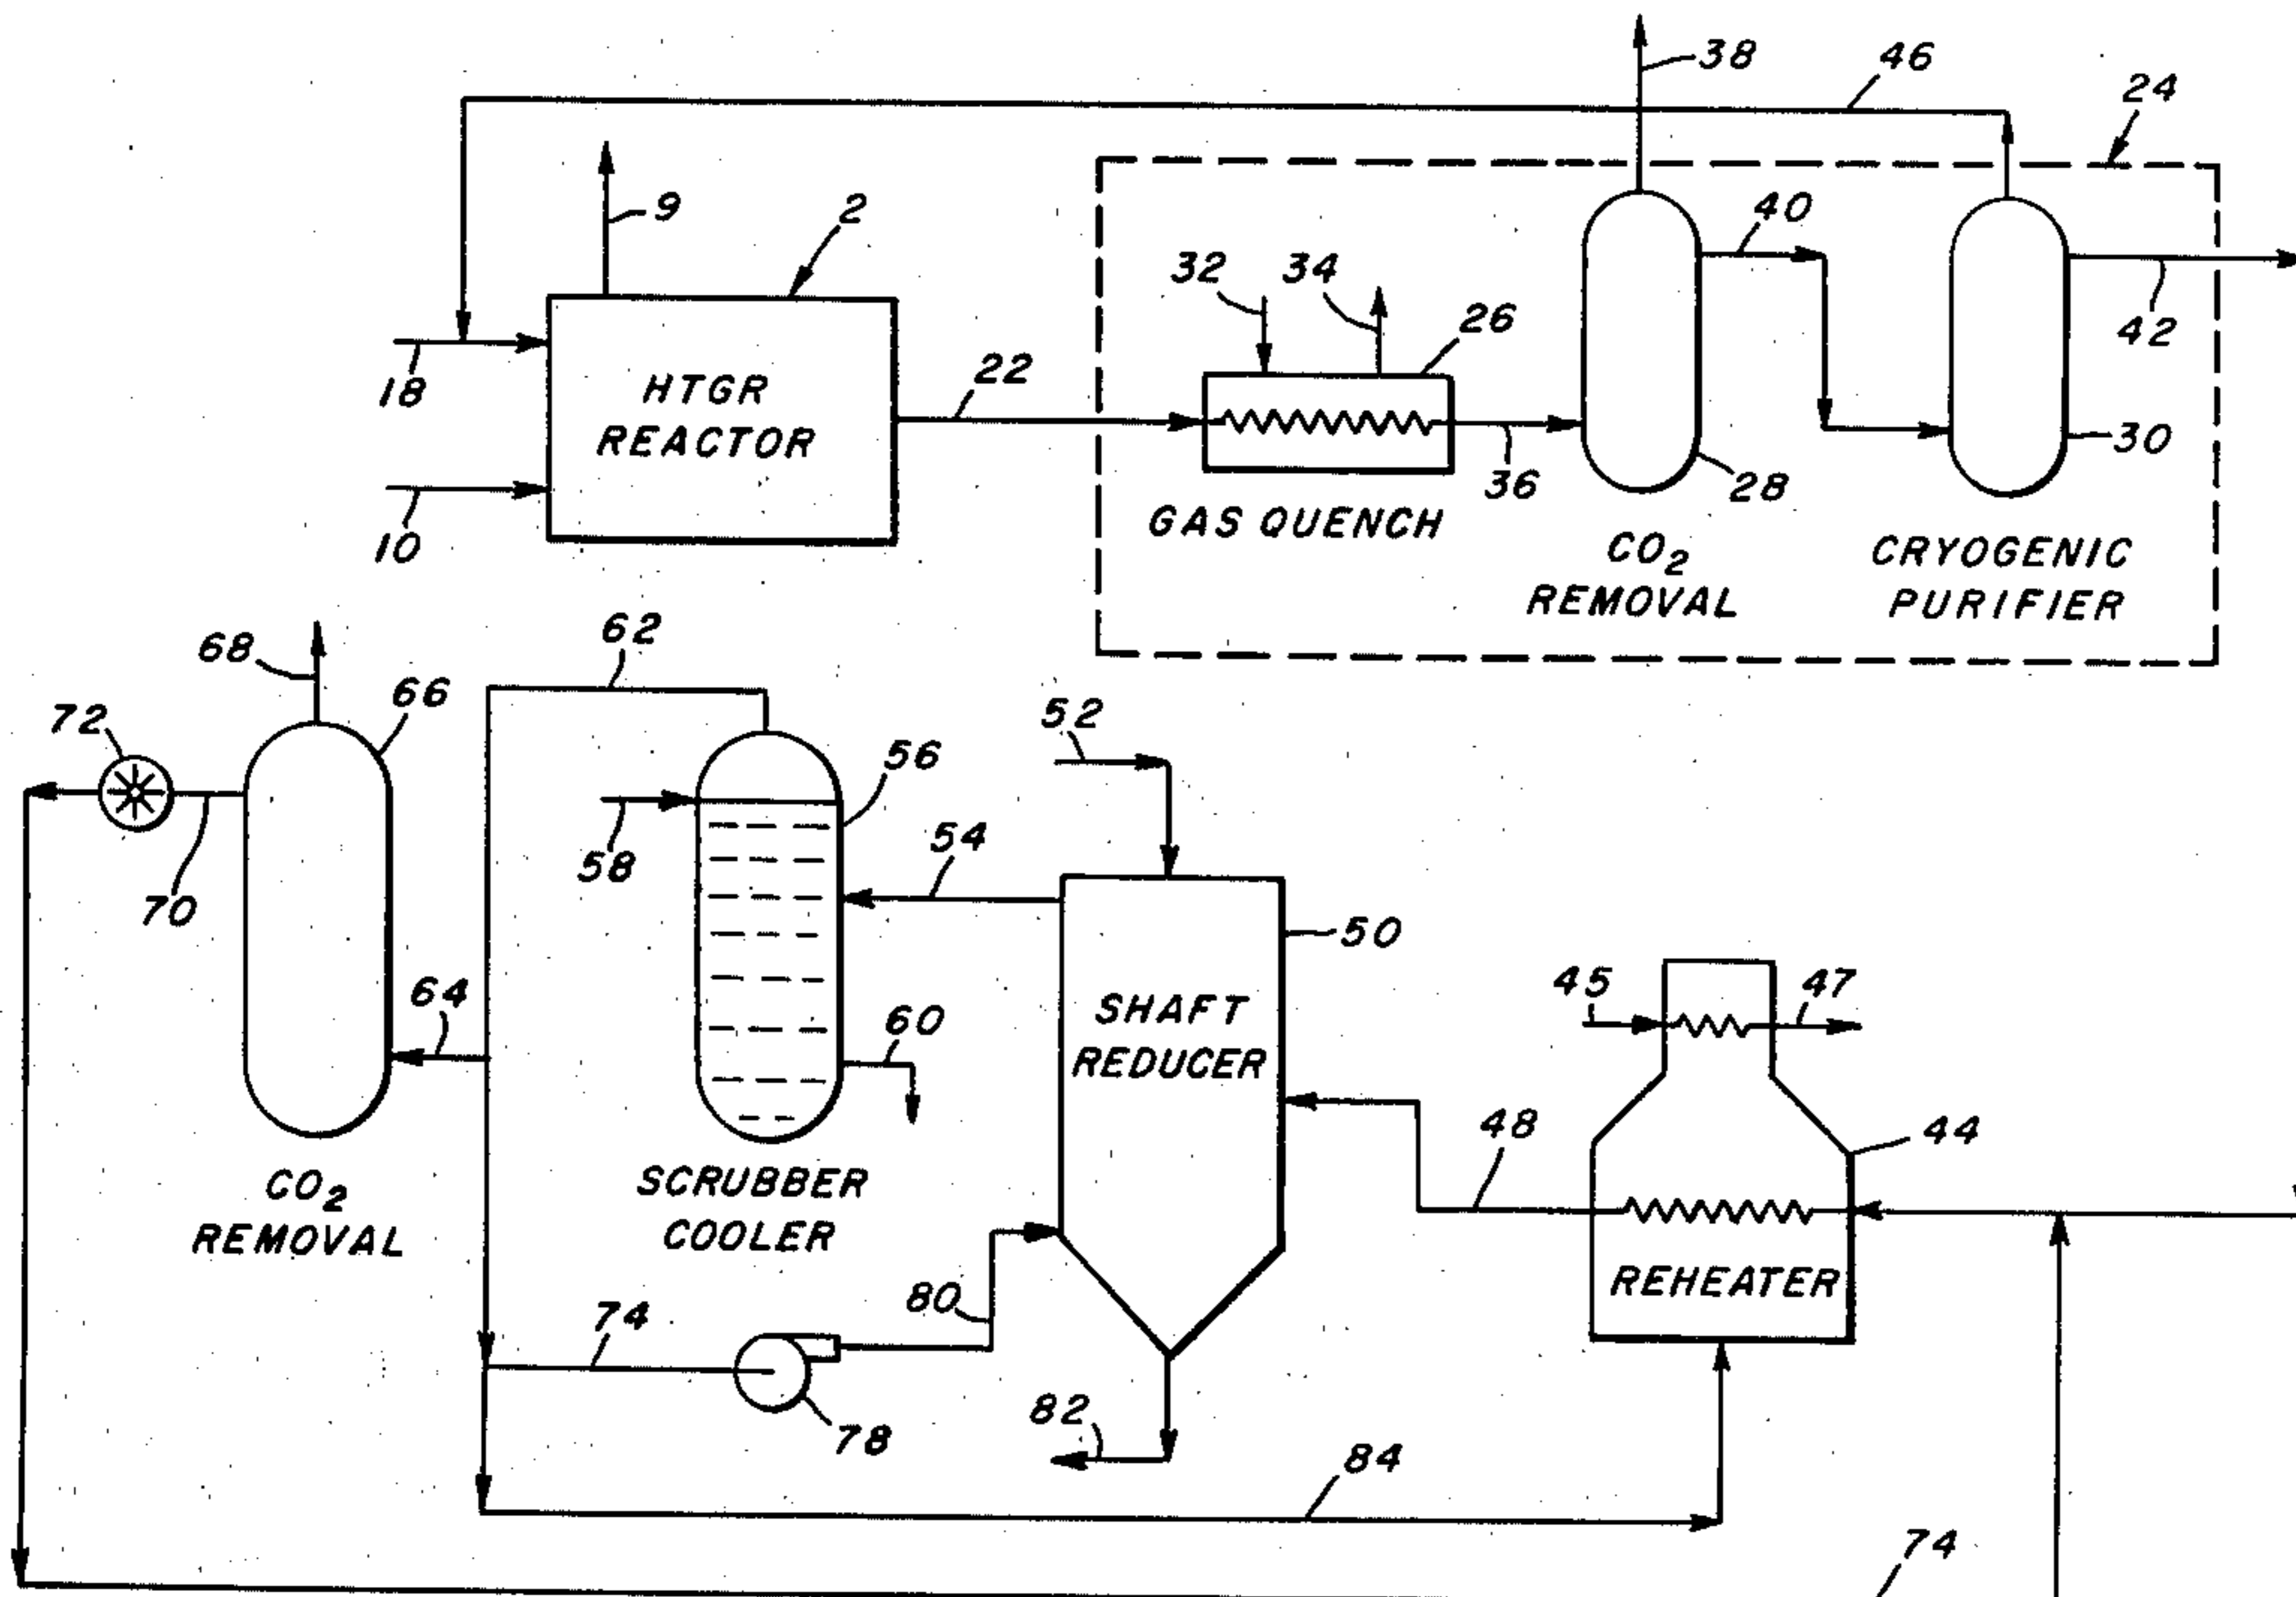 38
46
24
9
2
40
32
34
26
42
18
HTGR
REACTOR
22
30
36
28
10
GAS QUENCH
CO2
REMOVAL
CRYOGENIC
PURIFIER
62
68
66
72
52
56
58
54
70
50
64
60
45
47
SHAFT
REDUCER
48
44
CO2
REMOVAL
SCRUBBER
COOLER
REHEATER
80
74
78
82
84
74